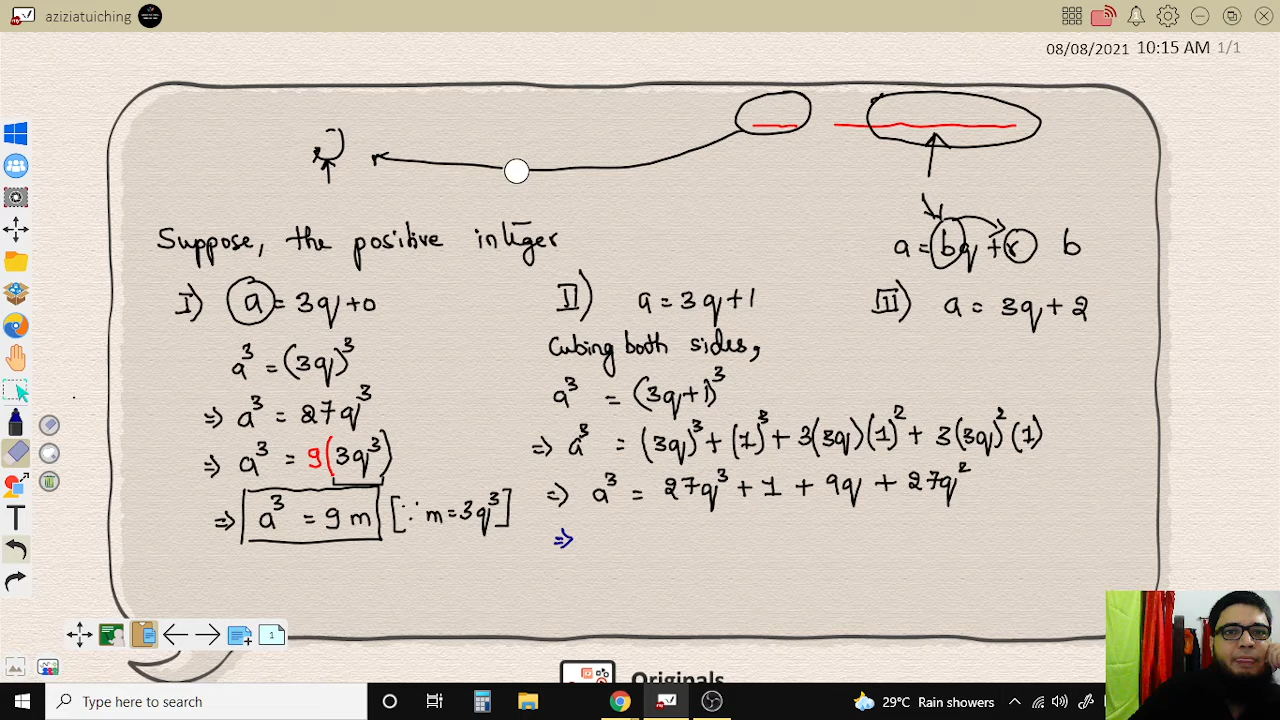 aziziatuiching
08/08/2021 10:15 AM 1/1
Suppose, the positive integer
a = bq + r b
I) a = 3q + 0
a³ = (3q)³
⇒ a³ = 27q³
⇒ a³ = 9(3q³)
⇒ a³ = 9m [∵ m = 3q³]
II) a = 3q + 1
Cubing both sides,
a³ = (3q+1)³
⇒ a³ = (3q)³ + (1)³ + 3(3q)(1)² + 3(3q)²(1)
⇒ a³ = 27q³ + 1 + 9q + 27q²
⇒
III) a = 3q + 2
T
1
Originals
Type here to search
29°C Rain showers